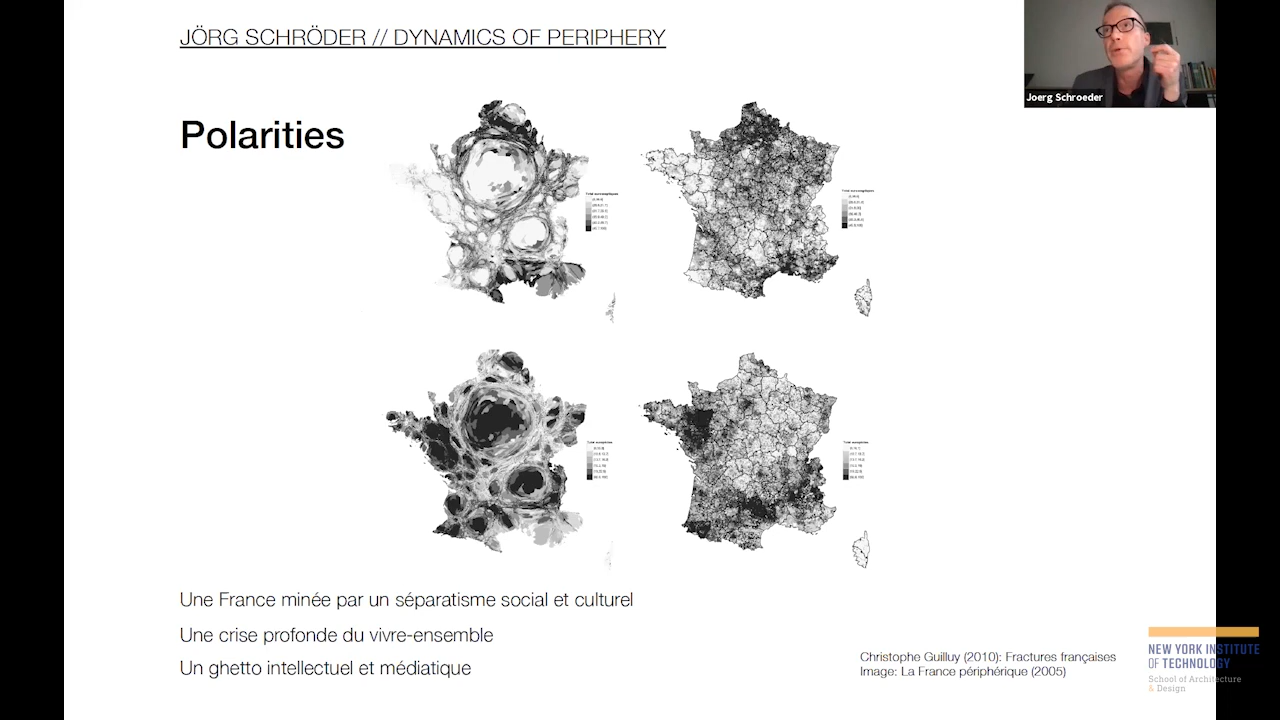 JÖRG SCHRÖDER // DYNAMICS OF PERIPHERY
Joerg Schroeder
Polarities
Une France minée par un séparatisme social et culturel
Une crise profonde du vivre-ensemble
Un ghetto intellectuel et médiatique
Christophe Guilluy (2010): Fractures françaises
Image: La France périphérique (2005)
NEW YORK INSTITUTE
OF TECHNOLOGY
School of Architecture
& Design